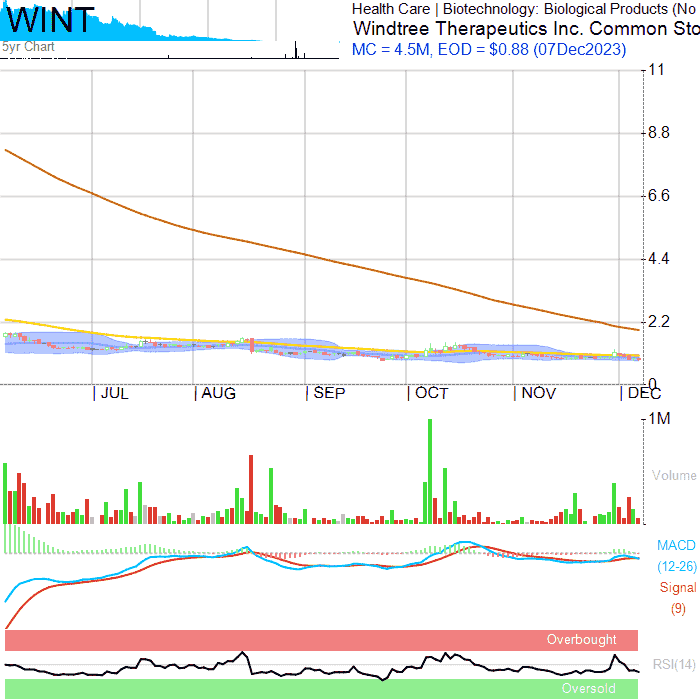 WINT
5yr Chart
Health Care | Biotechnology: Biological Products (No
Windtree Therapeutics Inc. Common Sto
MC = 4.5M, EOD = $0.88 (07Dec2023)
11
8.8
6.6
4.4
2.2
0
JUL AUG SEP OCT NOV DEC
1M
Volume
MACD
(12-26)
Signal
(9)
Overbought
RSI(14)
Oversold